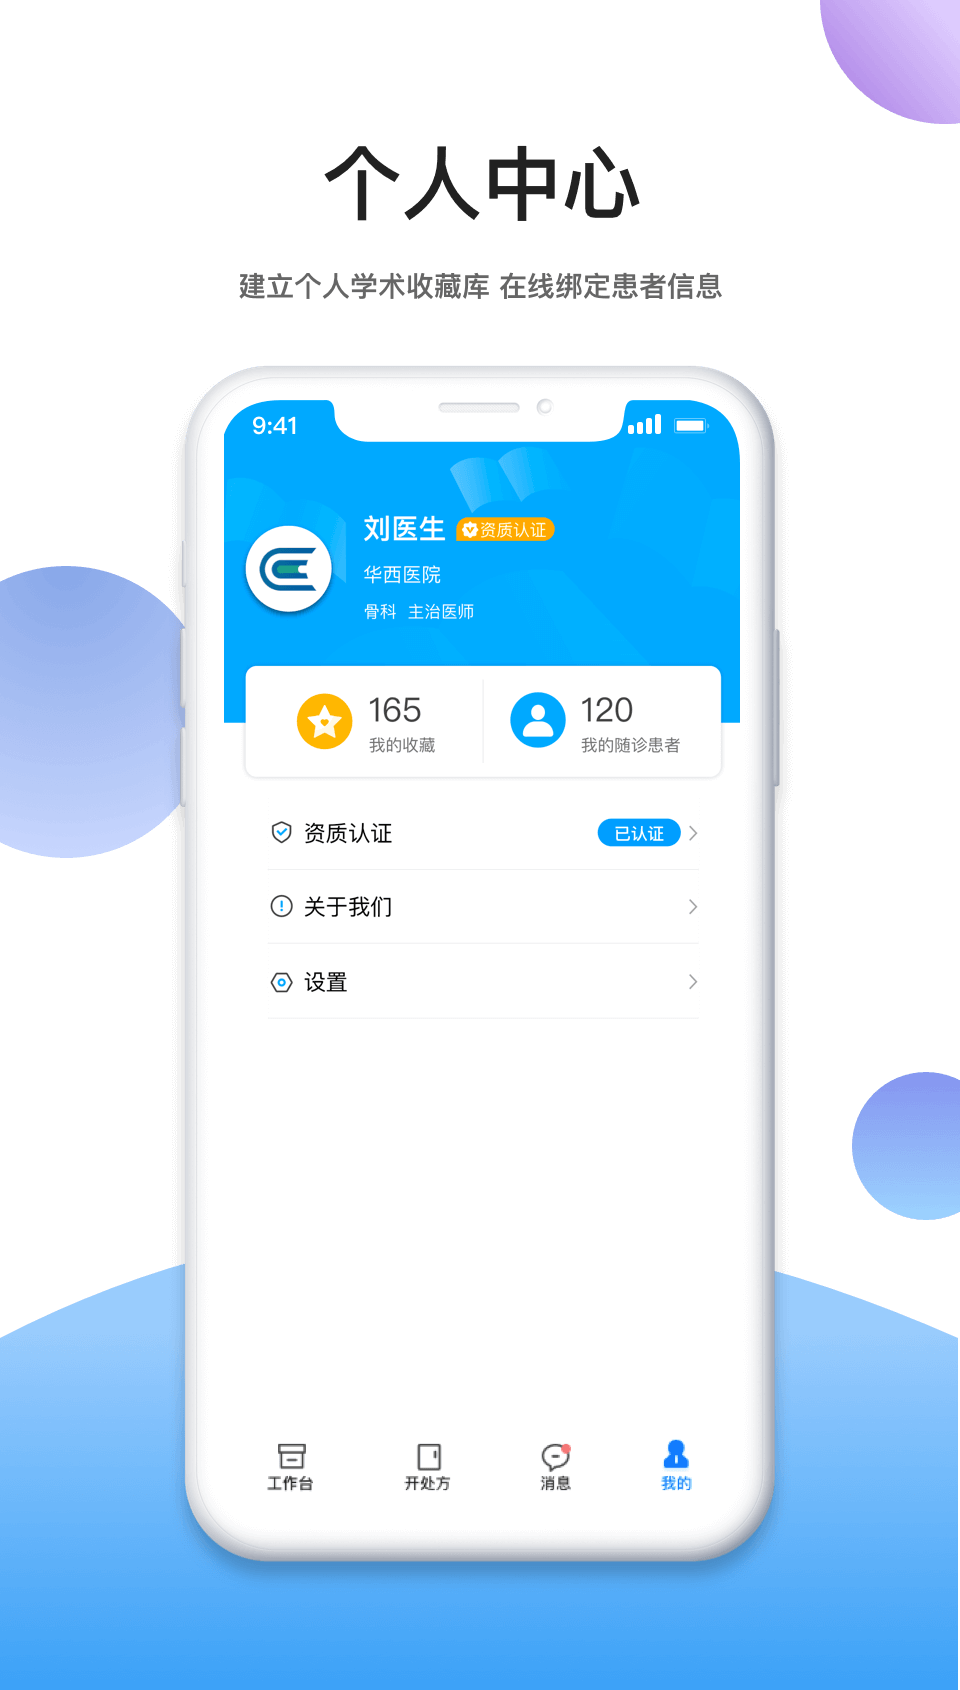 个人中心
建立个人学术收藏库 在线绑定患者信息
9:41
刘医生 资质认证
华西医院
骨科 主治医师
165 120
我的收藏 我的随诊患者
资质认证 已认证
关于我们
设置
工作台 开处方 消息 我的